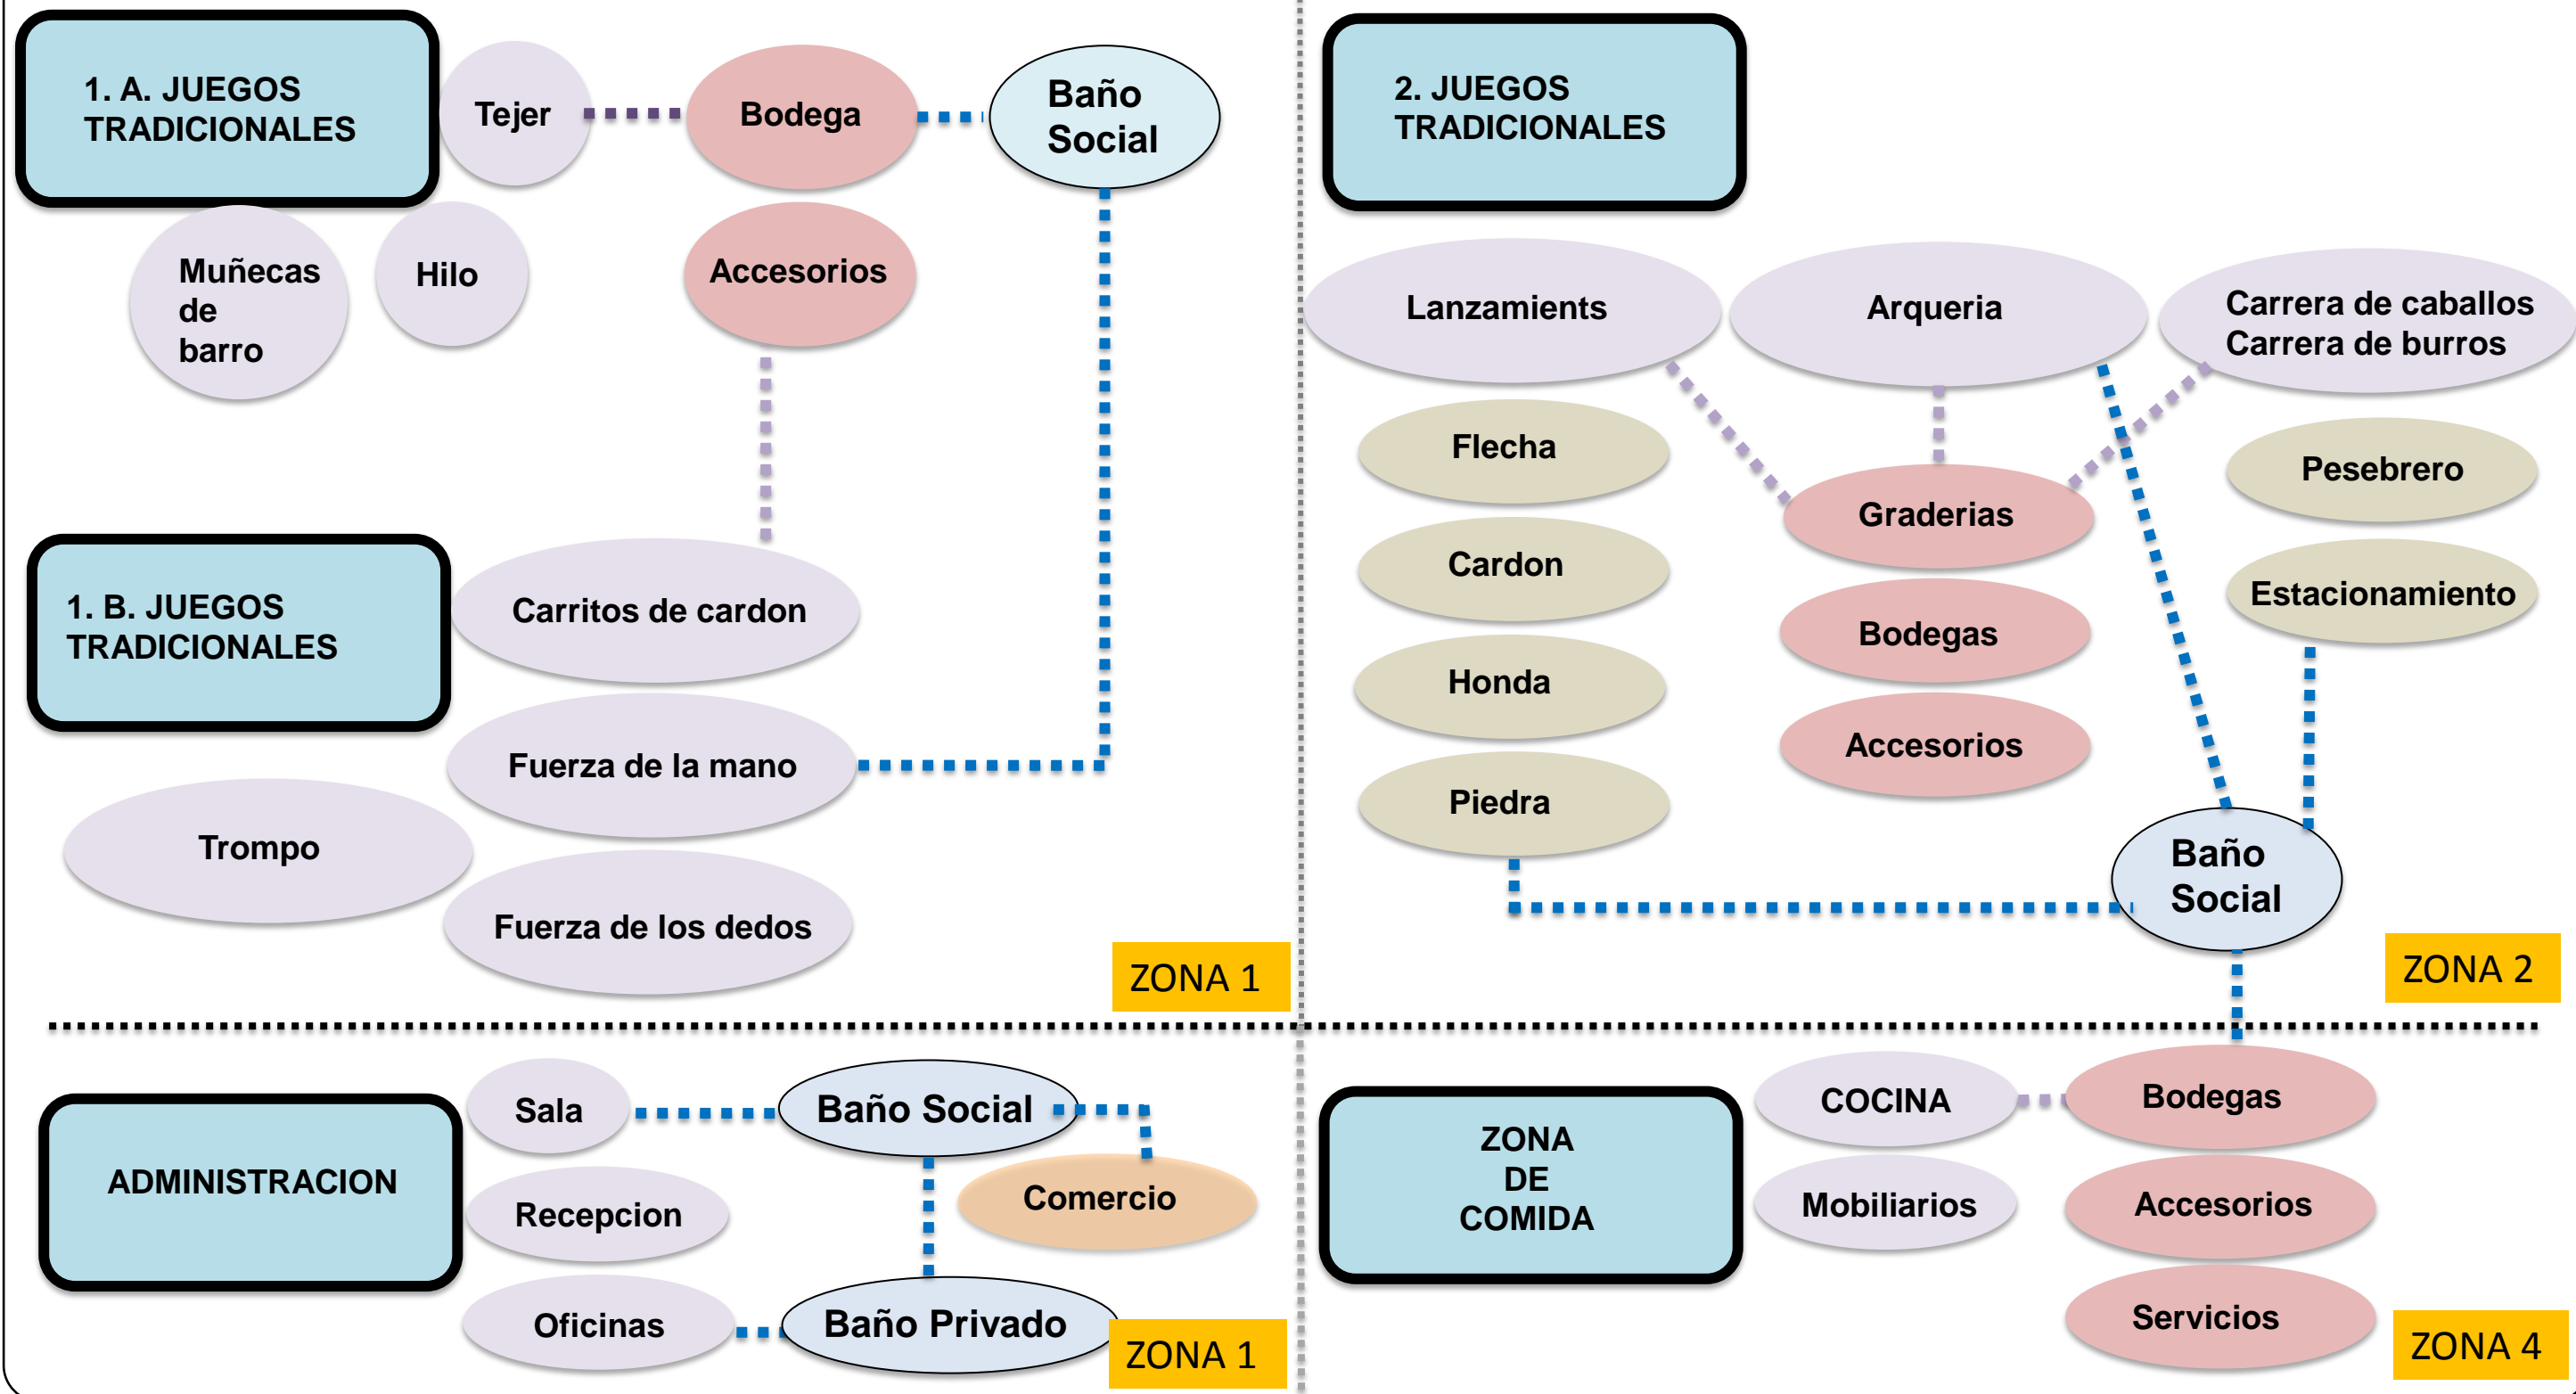 1. A. JUEGOS
TRADICIONALES
Tejer
Bodega
Baño
Social
Muñecas
de
barro
Hilo
Accesorios
1. B. JUEGOS
TRADICIONALES
Carritos de cardon
Fuerza de la mano
Trompo
Fuerza de los dedos
ZONA 1
2. JUEGOS
TRADICIONALES
Lanzamients
Arqueria
Carrera de caballos
Carrera de burros
Flecha
Cardon
Honda
Piedra
Graderias
Bodegas
Accesorios
Pesebrero
Estacionamiento
Baño
Social
ZONA 2
ADMINISTRACION
Sala
Recepcion
Oficinas
Baño Social
Comercio
Baño Privado
ZONA 1
ZONA
DE
COMIDA
COCINA
Mobiliarios
Bodegas
Accesorios
Servicios
ZONA 4